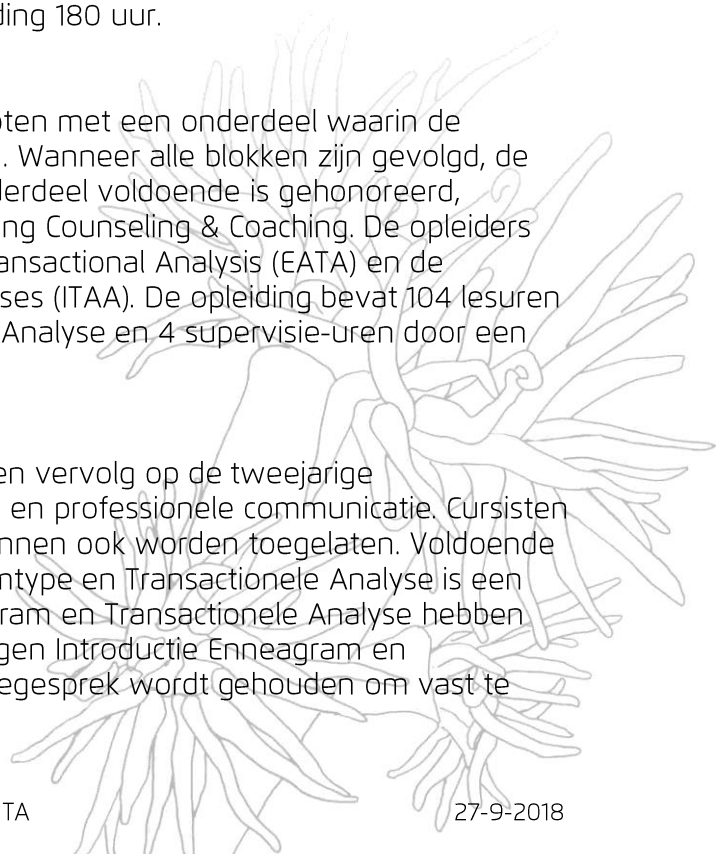 ding 180 uur.
ten met een onderdeel waarin de
. Wanneer alle blokken zijn gevolgd, de
derdeel voldoende is gehonoreerd,
ng Counseling & Coaching. De opleiders
ansactional Analysis (EATA) en de
ses (ITAA). De opleiding bevat 104 lesuren
Analyse en 4 supervisie-uren door een
en vervolg op de tweejarige
en professionele communicatie. Cursisten
nnen ook worden toegelaten. Voldoende
mtype en Transactionele Analyse is een
ram en Transactionele Analyse hebben
gen Introductie Enneagram en
egesprek wordt gehouden om vast te
TA 27-9-2018